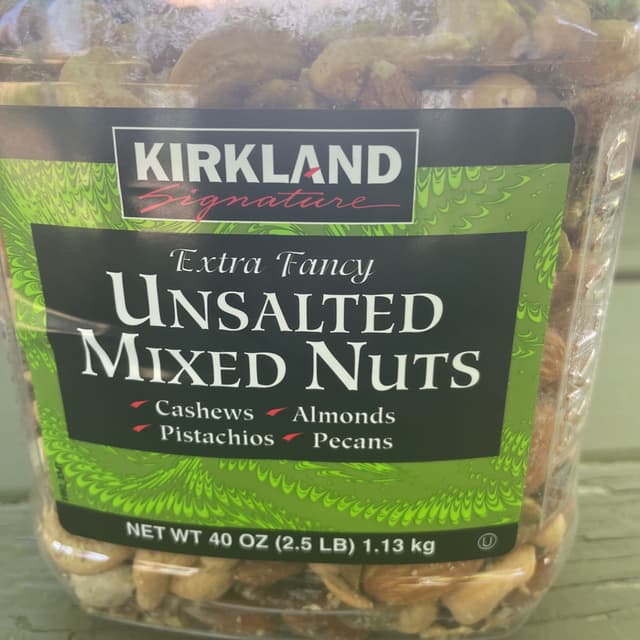 KIRKLAND
Signature
Extra Fancy
UNSALTED
MIXED NUTS
Cashews Almonds
Pistachios Pecans
NET WT 40 OZ (2.5 LB) 1.13 kg U